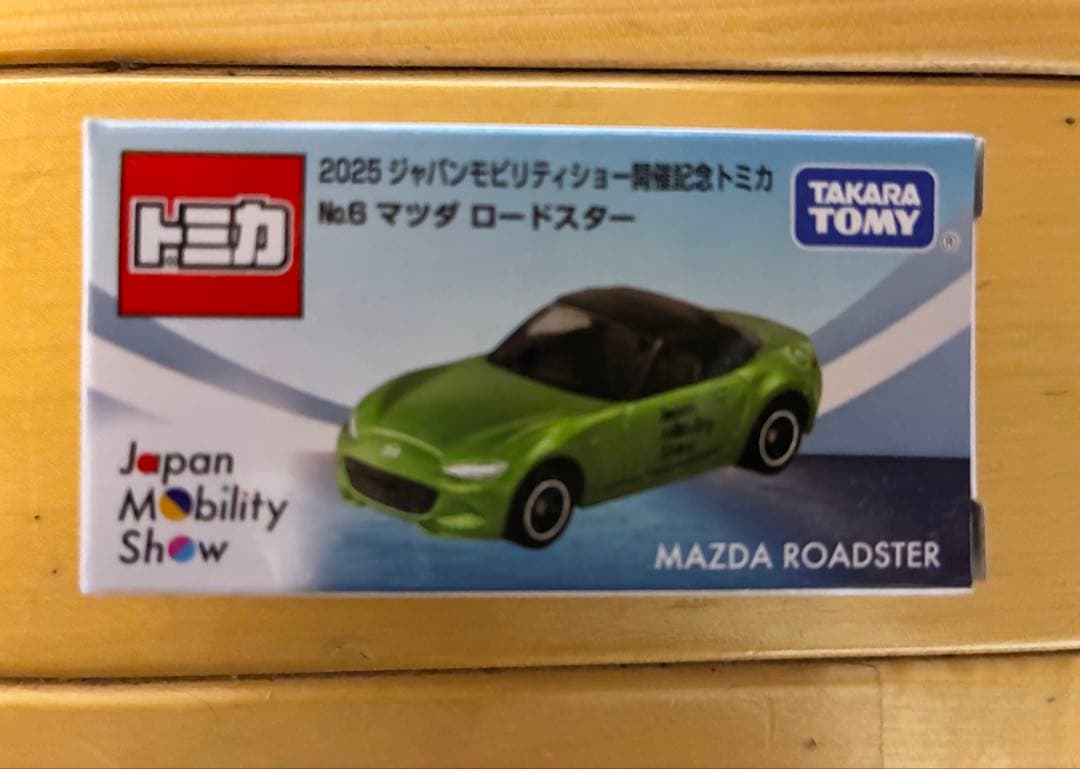 トミカ
2025 ジャパンモビリティショー開催記念トミカ
No.6 マツダ ロードスター
TAKARA
TOMY
®
Japan
Mobility
Show
MAZDA ROADSTER